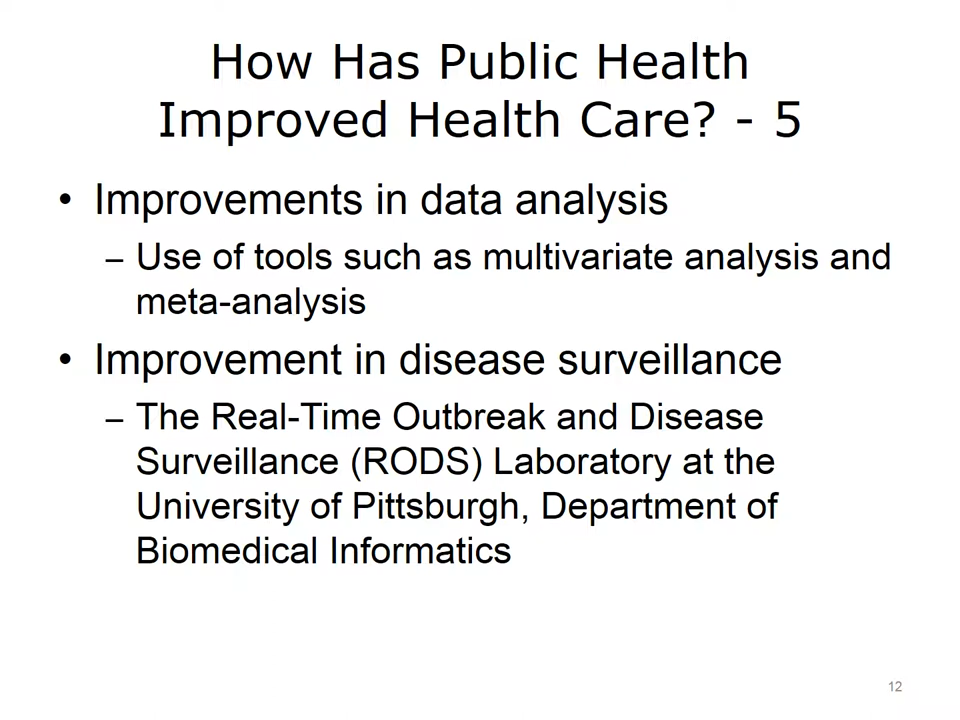 How Has Public Health
Improved Health Care? - 5
• Improvements in data analysis
– Use of tools such as multivariate analysis and
meta-analysis
• Improvement in disease surveillance
– The Real-Time Outbreak and Disease
Surveillance (RODS) Laboratory at the
University of Pittsburgh, Department of
Biomedical Informatics
12